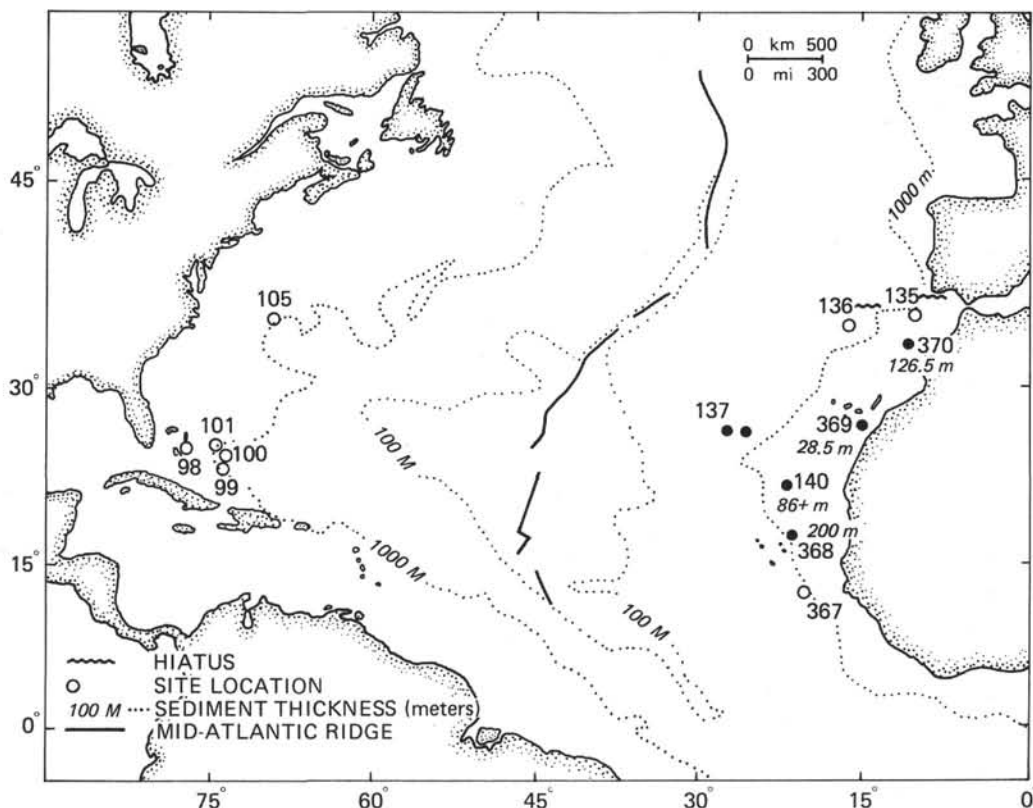 0 km 500
0 mi 300
45°
1000 m
105
136
135
370
126.5 m
30°
101
137
369
28.5 m
98
100
99
100 M
140
86+ m
200 m
368
15°
1000 M
367
100 M
HIATUS
SITE LOCATION
100 M ···· SEDIMENT THICKNESS (meters)
MID-ATLANTIC RIDGE
0°
75° 60° 45° 30° 15° 0